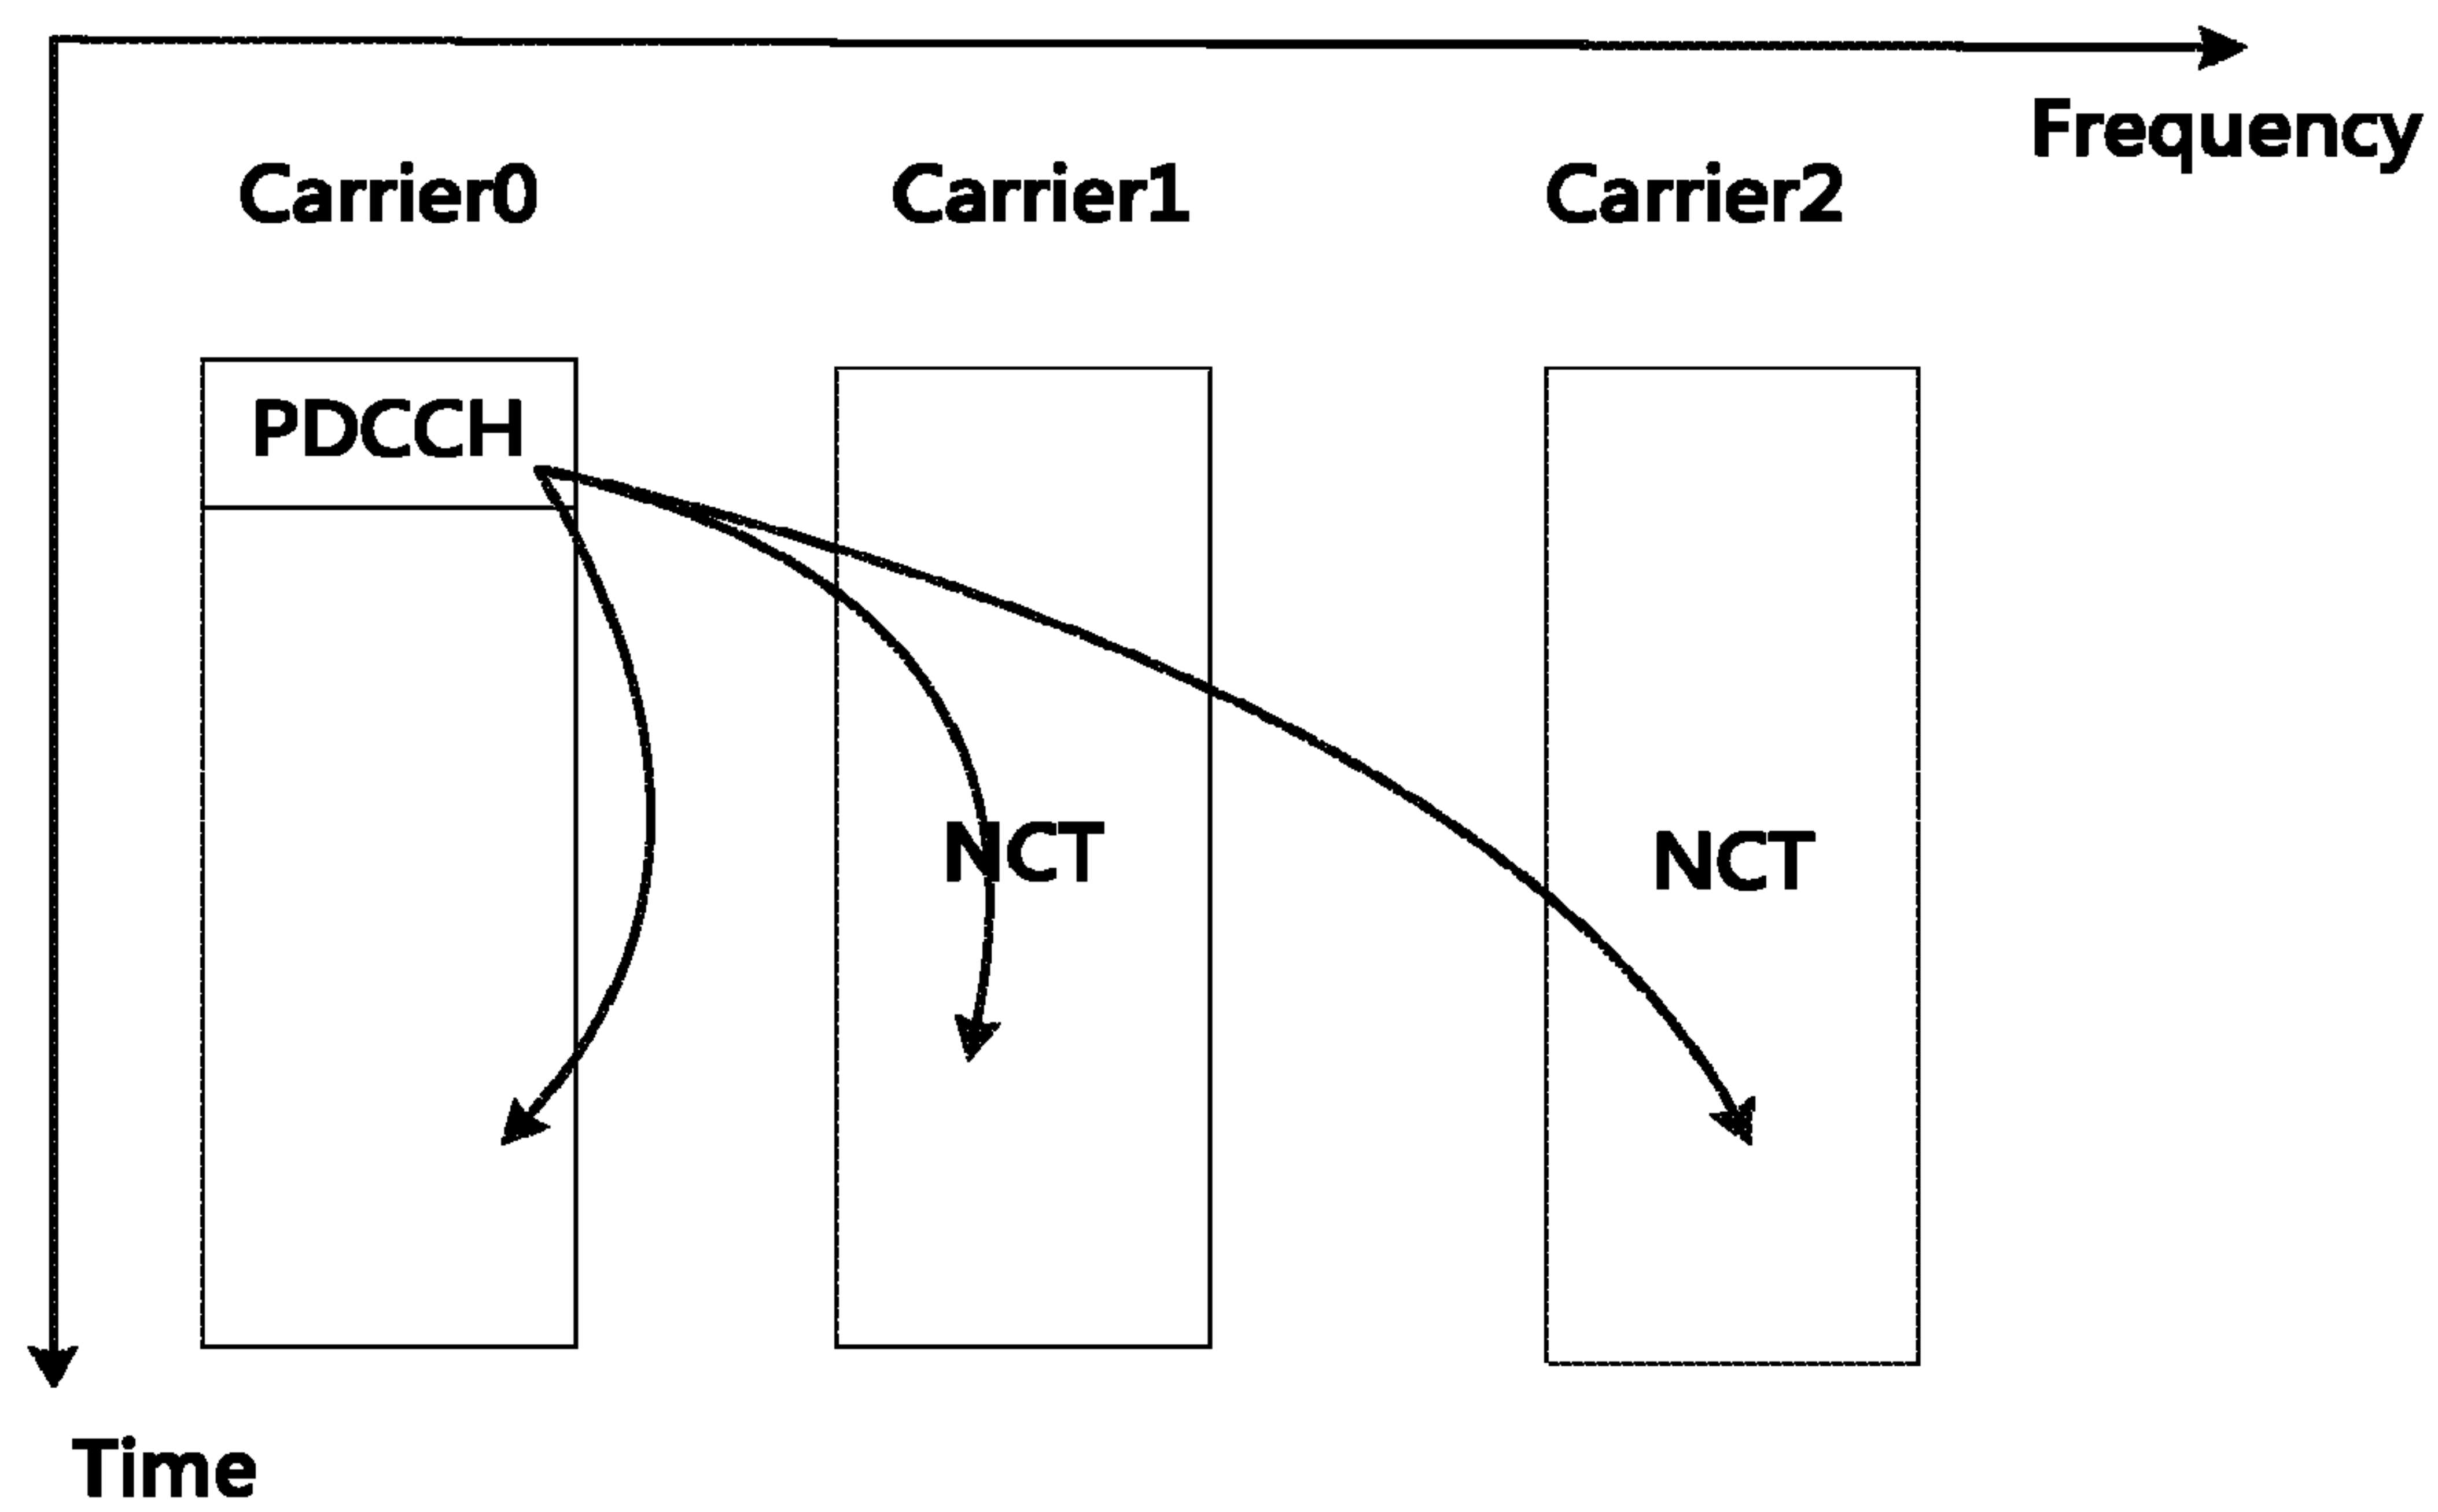 Frequency
Carrier0 Carrier1 Carrier2
PDCCH
NCT NCT
Time